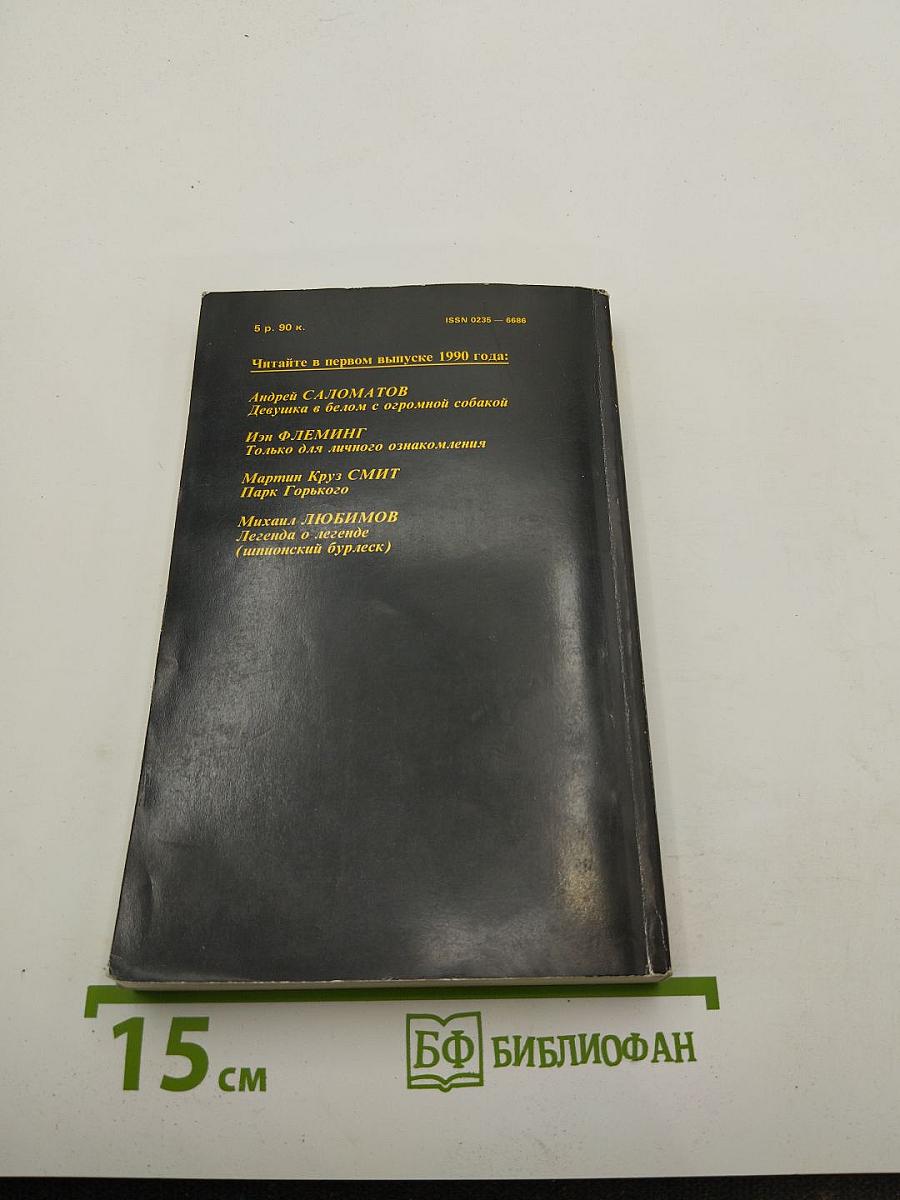 5 р. 90 к.
ISSN 0235 — 6686
Читайте в первом выпуске 1990 года:
Андрей САЛОМАТОВ
Девушка в белом с огромной собакой
Иэн ФЛЕМИНГ
Только для личного ознакомления
Мартин Круз СМИТ
Парк Горького
Михаил ЛЮБИМОВ
Легенда о легенде
(шпионский бурлеск)
15 см
БФ БИБЛИОФАН